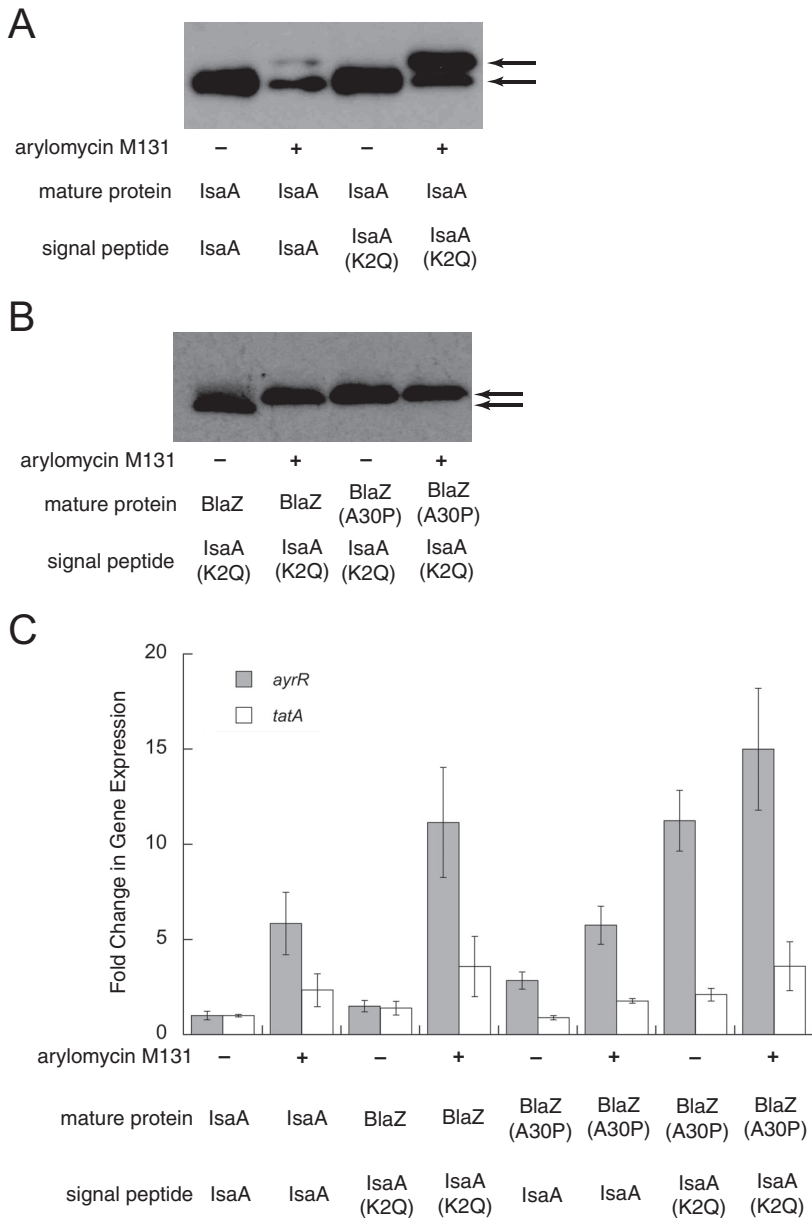 A
arylomycin M131 – + – +
mature protein IsaA IsaA IsaA IsaA
signal peptide IsaA IsaA IsaA (K2Q) IsaA (K2Q)
B
arylomycin M131 – + – +
mature protein BlaZ BlaZ BlaZ (A30P) BlaZ (A30P)
signal peptide IsaA (K2Q) IsaA (K2Q) IsaA (K2Q) IsaA (K2Q)
C
Fold Change in Gene Expression
20
15
10
5
0
ayrR
tatA
arylomycin M131 – + – + – + – +
mature protein IsaA IsaA BlaZ BlaZ BlaZ (A30P) BlaZ (A30P) BlaZ (A30P) BlaZ (A30P)
signal peptide IsaA IsaA IsaA (K2Q) IsaA (K2Q) IsaA IsaA IsaA (K2Q) IsaA (K2Q)